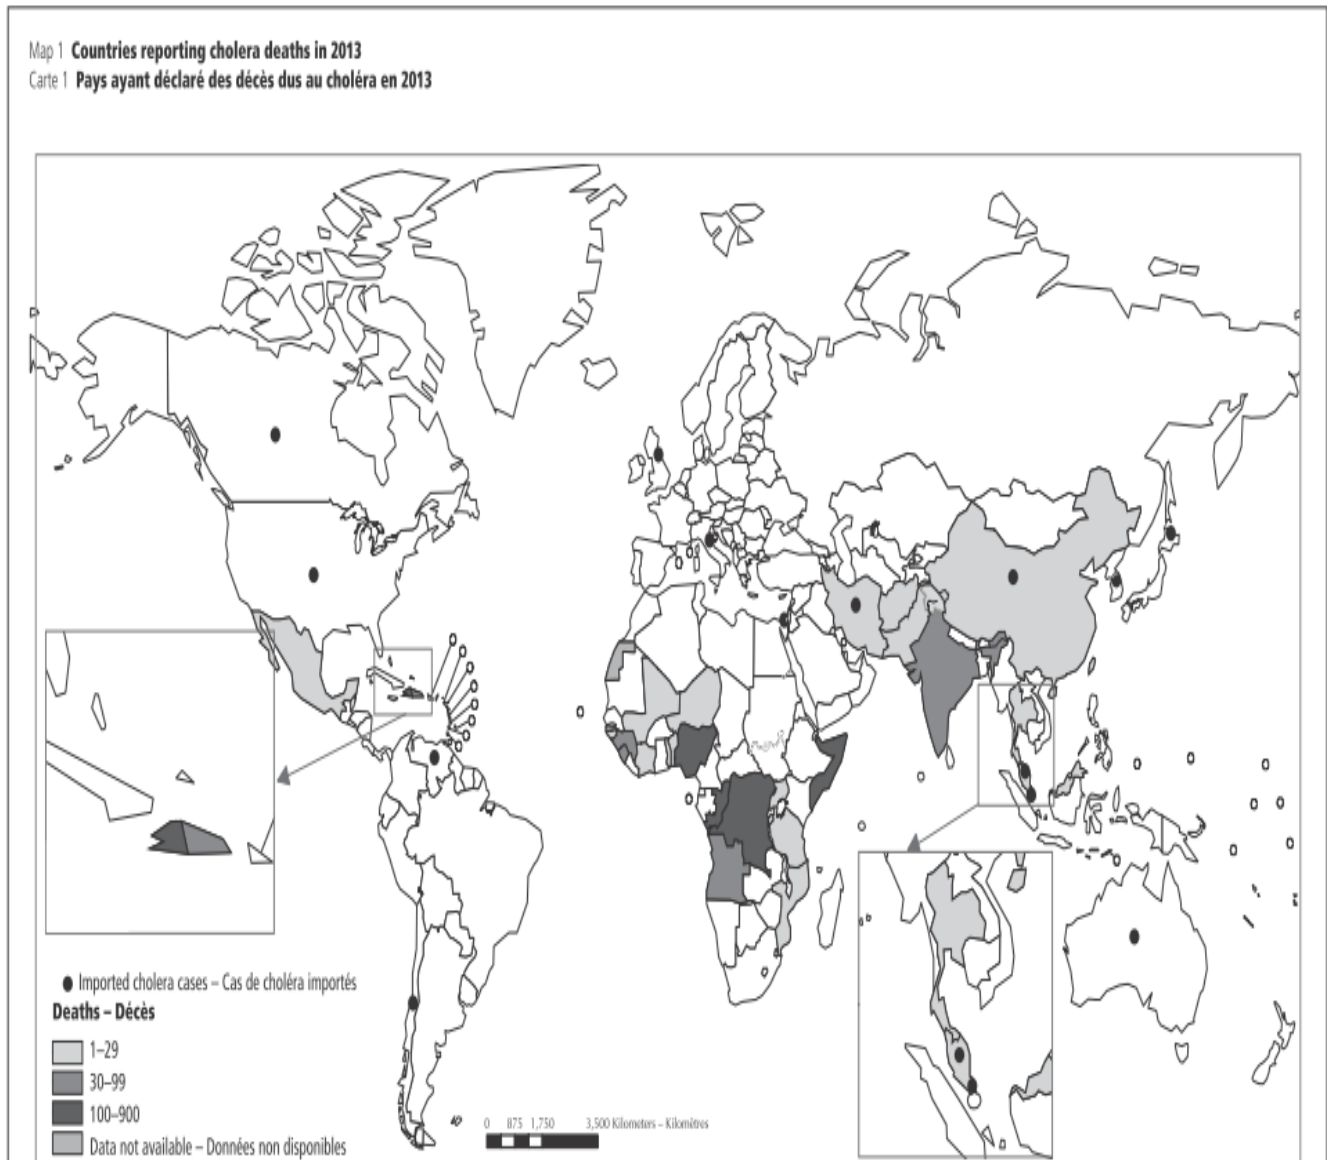 Map 1 Countries reporting cholera deaths in 2013
Carte 1 Pays ayant déclaré des décès dus au choléra en 2013
Imported cholera cases – Cas de choléra importés
Deaths – Décès
1–29
30–99
100–900
Data not available – Données non disponibles
0 875 1,750 3,500 Kilometers – Kilomètres